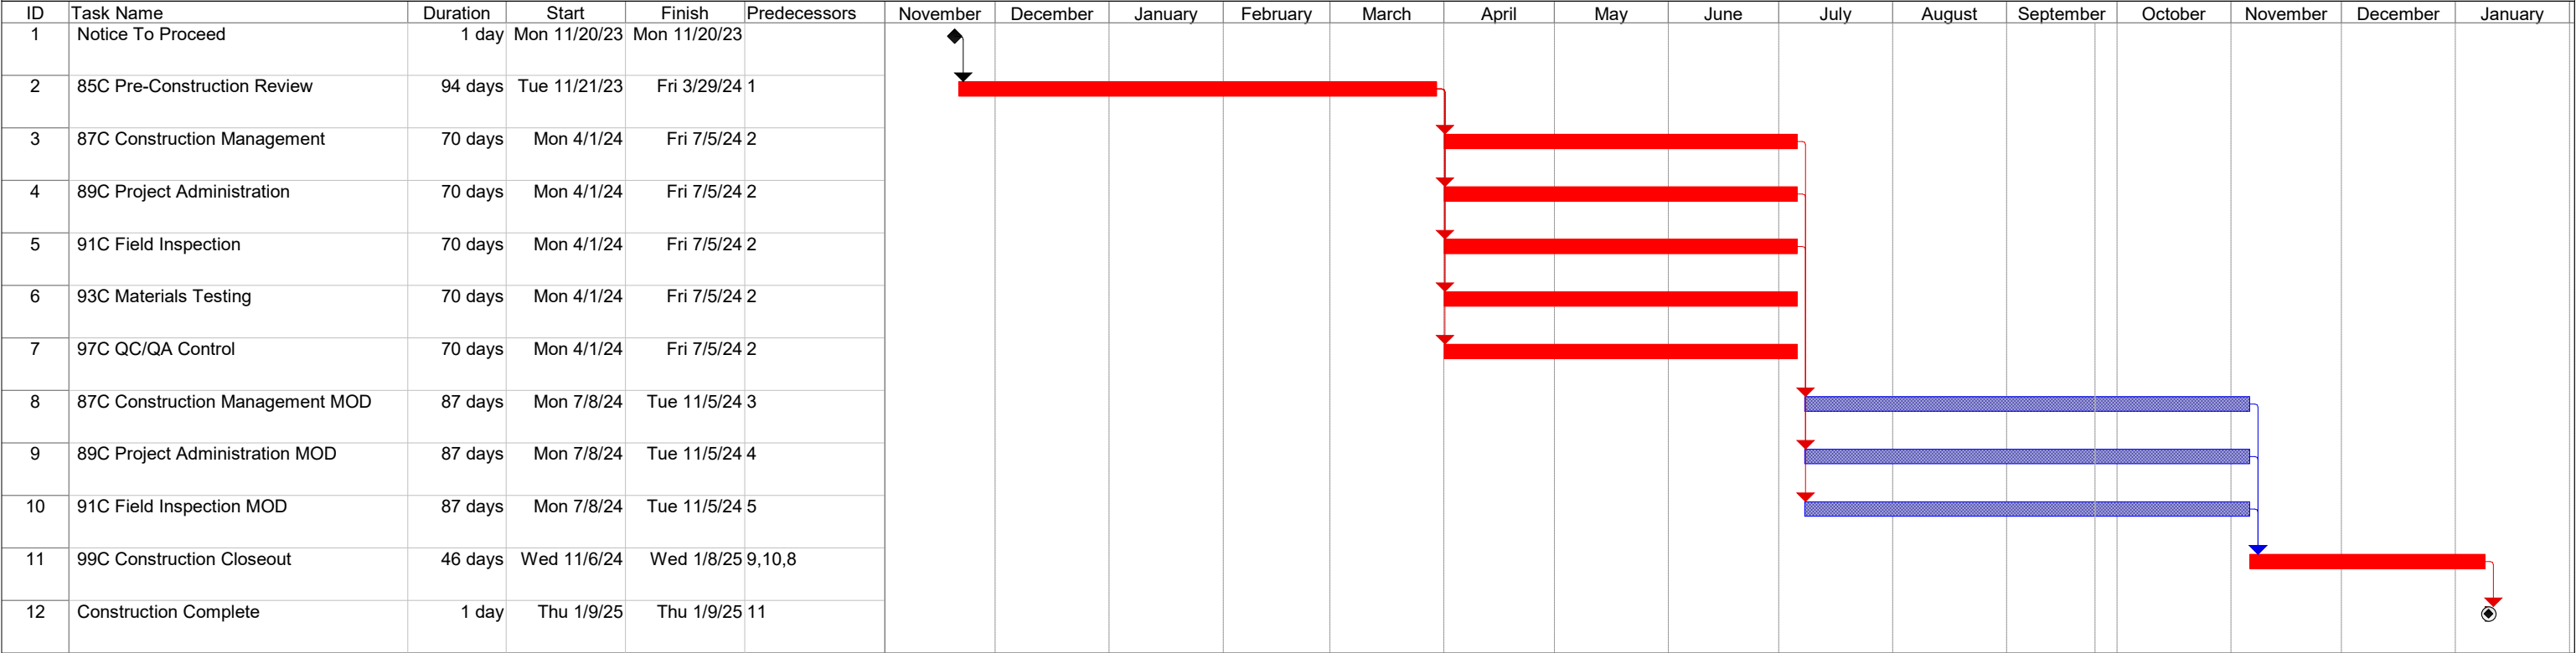 ID Task Name Duration Start Finish Predecessors November December January February March April May June July August September October November December January
1 Notice To Proceed 1 day Mon 11/20/23 Mon 11/20/23
2 85C Pre-Construction Review 94 days Tue 11/21/23 Fri 3/29/24 1
3 87C Construction Management 70 days Mon 4/1/24 Fri 7/5/24 2
4 89C Project Administration 70 days Mon 4/1/24 Fri 7/5/24 2
5 91C Field Inspection 70 days Mon 4/1/24 Fri 7/5/24 2
6 93C Materials Testing 70 days Mon 4/1/24 Fri 7/5/24 2
7 97C QC/QA Control 70 days Mon 4/1/24 Fri 7/5/24 2
8 87C Construction Management MOD 87 days Mon 7/8/24 Tue 11/5/24 3
9 89C Project Administration MOD 87 days Mon 7/8/24 Tue 11/5/24 4
10 91C Field Inspection MOD 87 days Mon 7/8/24 Tue 11/5/24 5
11 99C Construction Closeout 46 days Wed 11/6/24 Wed 1/8/25 9,10,8
12 Construction Complete 1 day Thu 1/9/25 Thu 1/9/25 11